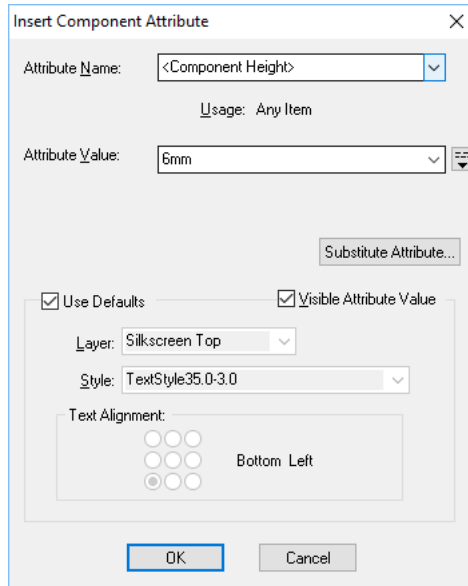 Insert Component Attribute
Attribute Name: <Component Height>
Usage: Any Item
Attribute Value: 6mm
Substitute Attribute...
Use Defaults Visible Attribute Value
Layer: Silkscreen Top
Style: TextStyle35.0-3.0
Text Alignment:
Bottom Left
OK Cancel